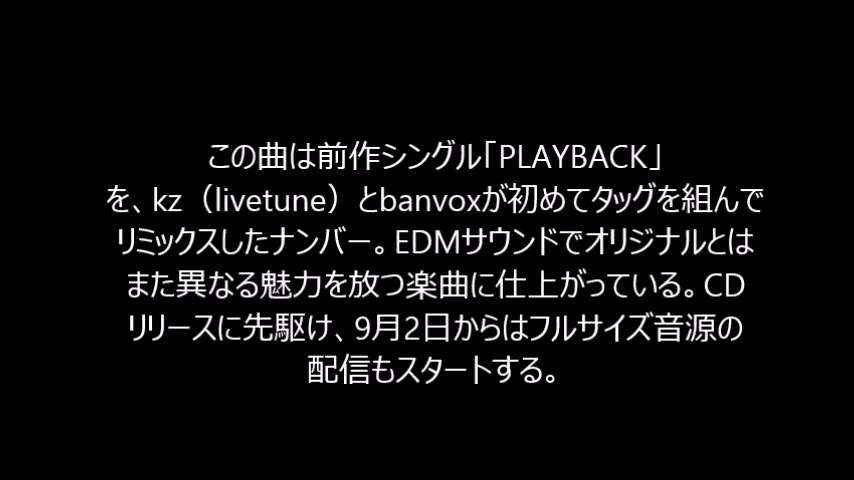 この曲は前作シングル「PLAYBACK」
を、kz（livetune）とbanvoxが初めてタッグを組んで
リミックスしたナンバー。EDMサウンドでオリジナルとは
また異なる魅力を放つ楽曲に仕上がっている。CD
リリースに先駆け、9月2日からはフルサイズ音源の
配信もスタートする。